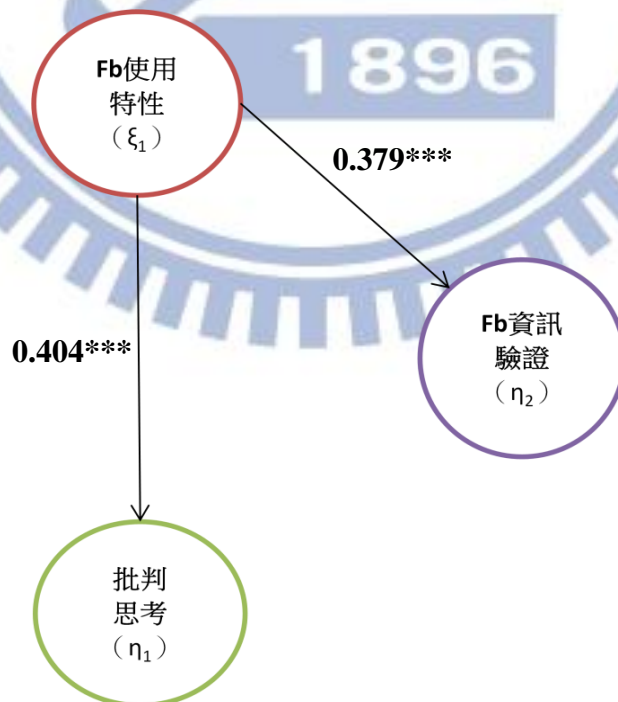 1896
Fb使用
特性
（ξ₁）
0.379***
Fb資訊
驗證
（η₂）
0.404***
批判
思考
（η₁）